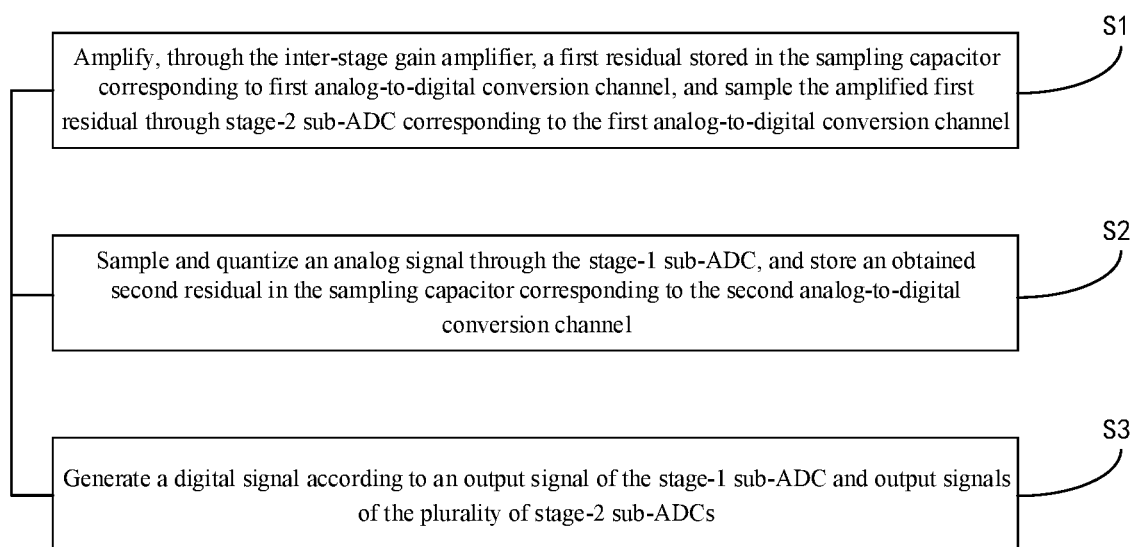 S1
Amplify, through the inter-stage gain amplifier, a first residual stored in the sampling capacitor
corresponding to first analog-to-digital conversion channel, and sample the amplified first
residual through stage-2 sub-ADC corresponding to the first analog-to-digital conversion channel
S2
Sample and quantize an analog signal through the stage-1 sub-ADC, and store an obtained
second residual in the sampling capacitor corresponding to the second analog-to-digital
conversion channel
S3
Generate a digital signal according to an output signal of the stage-1 sub-ADC and output signals
of the plurality of stage-2 sub-ADCs